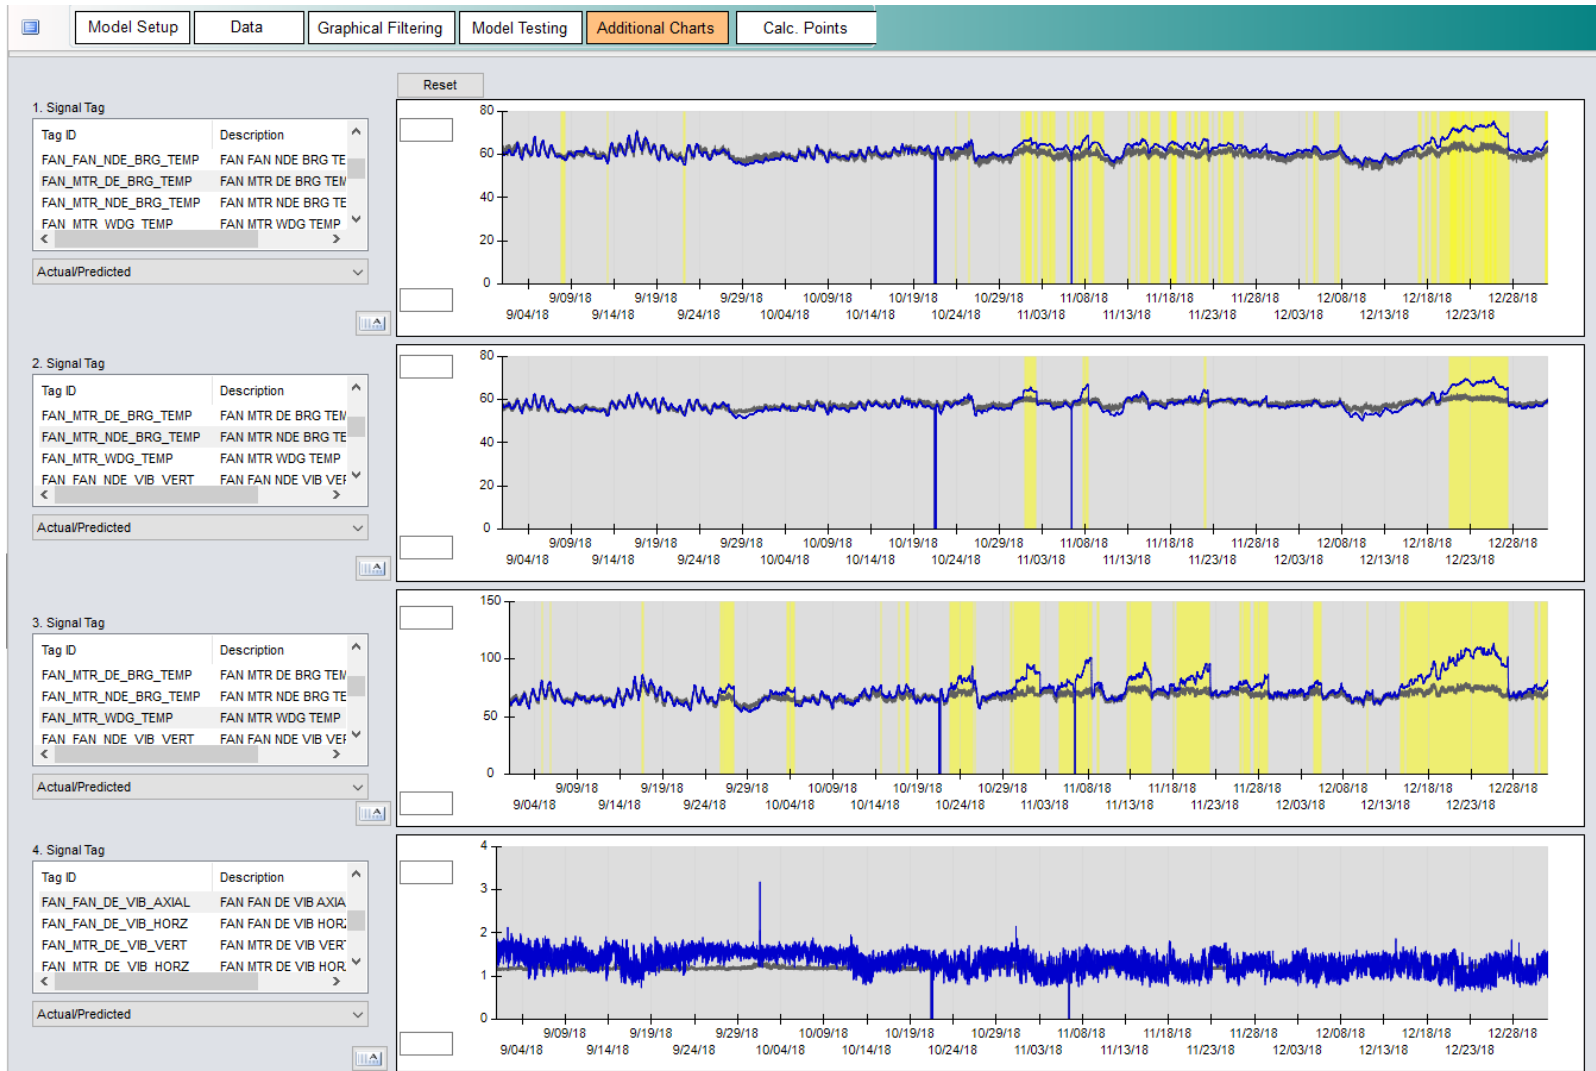 Model Setup
Data
Graphical Filtering
Model Testing
Additional Charts
Calc. Points
Reset
1. Signal Tag
Tag ID Description
FAN_FAN_NDE_BRG_TEMP FAN FAN NDE BRG TE
FAN_MTR_DE_BRG_TEMP FAN MTR DE BRG TEM
FAN_MTR_NDE_BRG_TEMP FAN MTR NDE BRG TE
FAN_MTR_WDG_TEMP FAN MTR WDG TEMP
Actual/Predicted
80
60
40
20
0
9/09/18 9/19/18 9/29/18 10/09/18 10/19/18 10/29/18 11/08/18 11/18/18 11/28/18 12/08/18 12/18/18 12/28/18
9/04/18 9/14/18 9/24/18 10/04/18 10/14/18 10/24/18 11/03/18 11/13/18 11/23/18 12/03/18 12/13/18 12/23/18
2. Signal Tag
Tag ID Description
FAN_MTR_DE_BRG_TEMP FAN MTR DE BRG TEM
FAN_MTR_NDE_BRG_TEMP FAN MTR NDE BRG TE
FAN_MTR_WDG_TEMP FAN MTR WDG TEMP
FAN_FAN_NDE_VIB_VERT FAN FAN NDE VIB VEF
Actual/Predicted
80
60
40
20
0
9/09/18 9/19/18 9/29/18 10/09/18 10/19/18 10/29/18 11/08/18 11/18/18 11/28/18 12/08/18 12/18/18 12/28/18
9/04/18 9/14/18 9/24/18 10/04/18 10/14/18 10/24/18 11/03/18 11/13/18 11/23/18 12/03/18 12/13/18 12/23/18
3. Signal Tag
Tag ID Description
FAN_MTR_DE_BRG_TEMP FAN MTR DE BRG TEM
FAN_MTR_NDE_BRG_TEMP FAN MTR NDE BRG TE
FAN_MTR_WDG_TEMP FAN MTR WDG TEMP
FAN_FAN_NDE_VIB_VERT FAN FAN NDE VIB VEF
Actual/Predicted
150
100
50
0
9/09/18 9/19/18 9/29/18 10/09/18 10/19/18 10/29/18 11/08/18 11/18/18 11/28/18 12/08/18 12/18/18 12/28/18
9/04/18 9/14/18 9/24/18 10/04/18 10/14/18 10/24/18 11/03/18 11/13/18 11/23/18 12/03/18 12/13/18 12/23/18
4. Signal Tag
Tag ID Description
FAN_FAN_DE_VIB_AXIAL FAN FAN DE VIB AXIA
FAN_FAN_DE_VIB_HORZ FAN FAN DE VIB HORZ
FAN_MTR_DE_VIB_VERT FAN MTR DE VIB VERT
FAN_MTR_DE_VIB_HORZ FAN MTR DE VIB HOR
Actual/Predicted
4
3
2
1
0
9/09/18 9/19/18 9/29/18 10/09/18 10/19/18 10/29/18 11/08/18 11/18/18 11/28/18 12/08/18 12/18/18 12/28/18
9/04/18 9/14/18 9/24/18 10/04/18 10/14/18 10/24/18 11/03/18 11/13/18 11/23/18 12/03/18 12/13/18 12/23/18